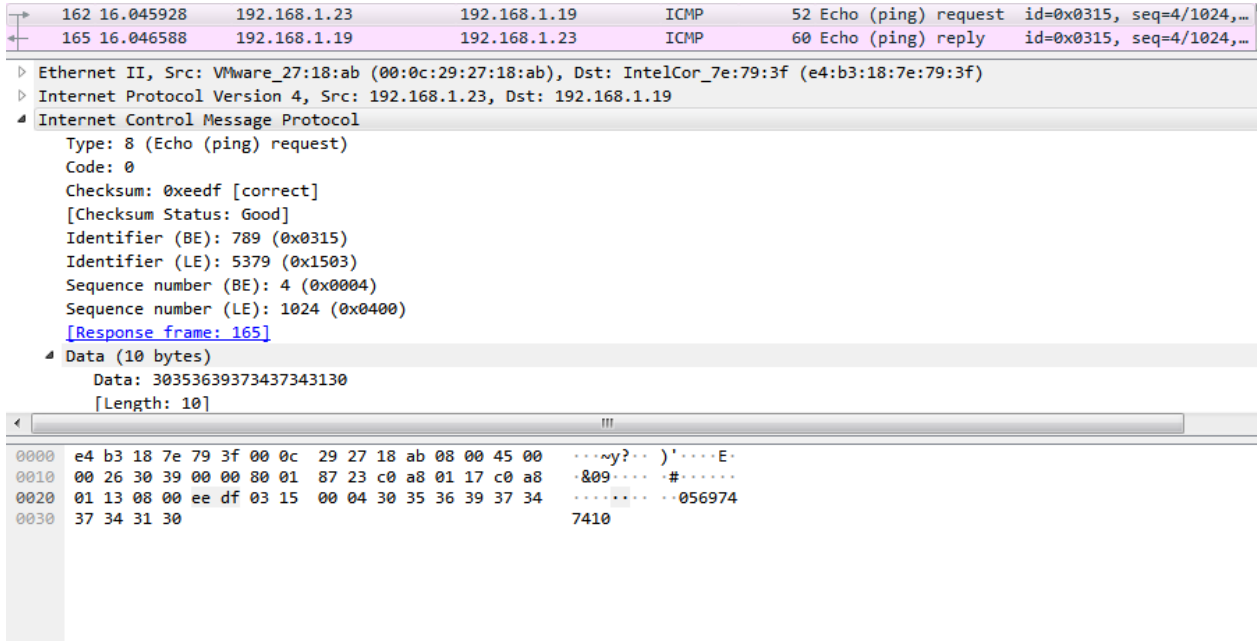 162 16.045928 192.168.1.23 192.168.1.19 ICMP 52 Echo (ping) request id=0x0315, seq=4/1024,…
165 16.046588 192.168.1.19 192.168.1.23 ICMP 60 Echo (ping) reply id=0x0315, seq=4/1024,…
Ethernet II, Src: VMware_27:18:ab (00:0c:29:27:18:ab), Dst: IntelCor_7e:79:3f (e4:b3:18:7e:79:3f)
Internet Protocol Version 4, Src: 192.168.1.23, Dst: 192.168.1.19
Internet Control Message Protocol
Type: 8 (Echo (ping) request)
Code: 0
Checksum: 0xeedf [correct]
[Checksum Status: Good]
Identifier (BE): 789 (0x0315)
Identifier (LE): 5379 (0x1503)
Sequence number (BE): 4 (0x0004)
Sequence number (LE): 1024 (0x0400)
[Response frame: 165]
Data (10 bytes)
Data: 30353639373437343130
[Length: 10]
0000 e4 b3 18 7e 79 3f 00 0c 29 27 18 ab 08 00 45 00 ···~y?·· )'····E·
0010 00 26 30 39 00 00 80 01 87 23 c0 a8 01 17 c0 a8 ·&09···· ·#······
0020 01 13 08 00 ee df 03 15 00 04 30 35 36 39 37 34 ········ ··056974
0030 37 34 31 30 7410